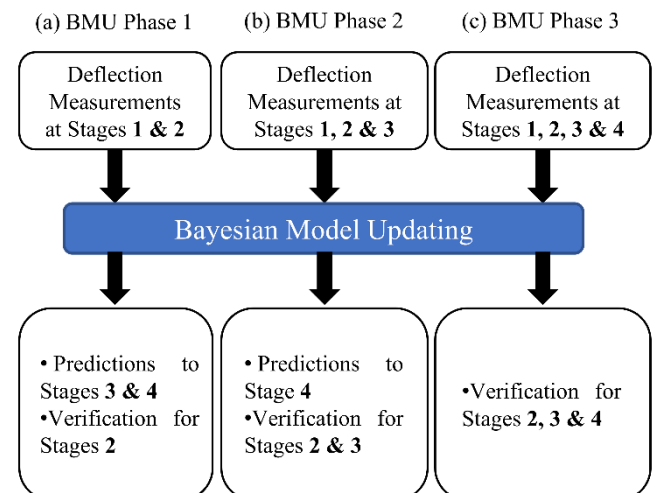 (a) BMU Phase 1
(b) BMU Phase 2
(c) BMU Phase 3
Deflection
Measurements
at Stages 1 & 2
Deflection
Measurements at
Stages 1, 2 & 3
Deflection
Measurements at
Stages 1, 2, 3 & 4
Bayesian Model Updating
• Predictions to
Stages 3 & 4
•Verification for
Stages 2
• Predictions to
Stage 4
•Verification for
Stages 2 & 3
•Verification for
Stages 2, 3 & 4